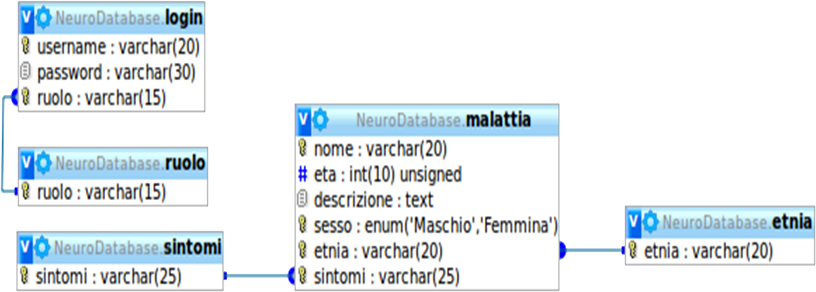 NeuroDatabase.login
username : varchar(20)
password : varchar(30)
ruolo : varchar(15)
NeuroDatabase.ruolo
ruolo : varchar(15)
NeuroDatabase.sintomi
sintomi : varchar(25)
NeuroDatabase.malattia
nome : varchar(20)
# eta : int(10) unsigned
descrizione : text
sesso : enum('Maschio','Femmina')
etnia : varchar(20)
sintomi : varchar(25)
NeuroDatabase.etnia
etnia : varchar(20)